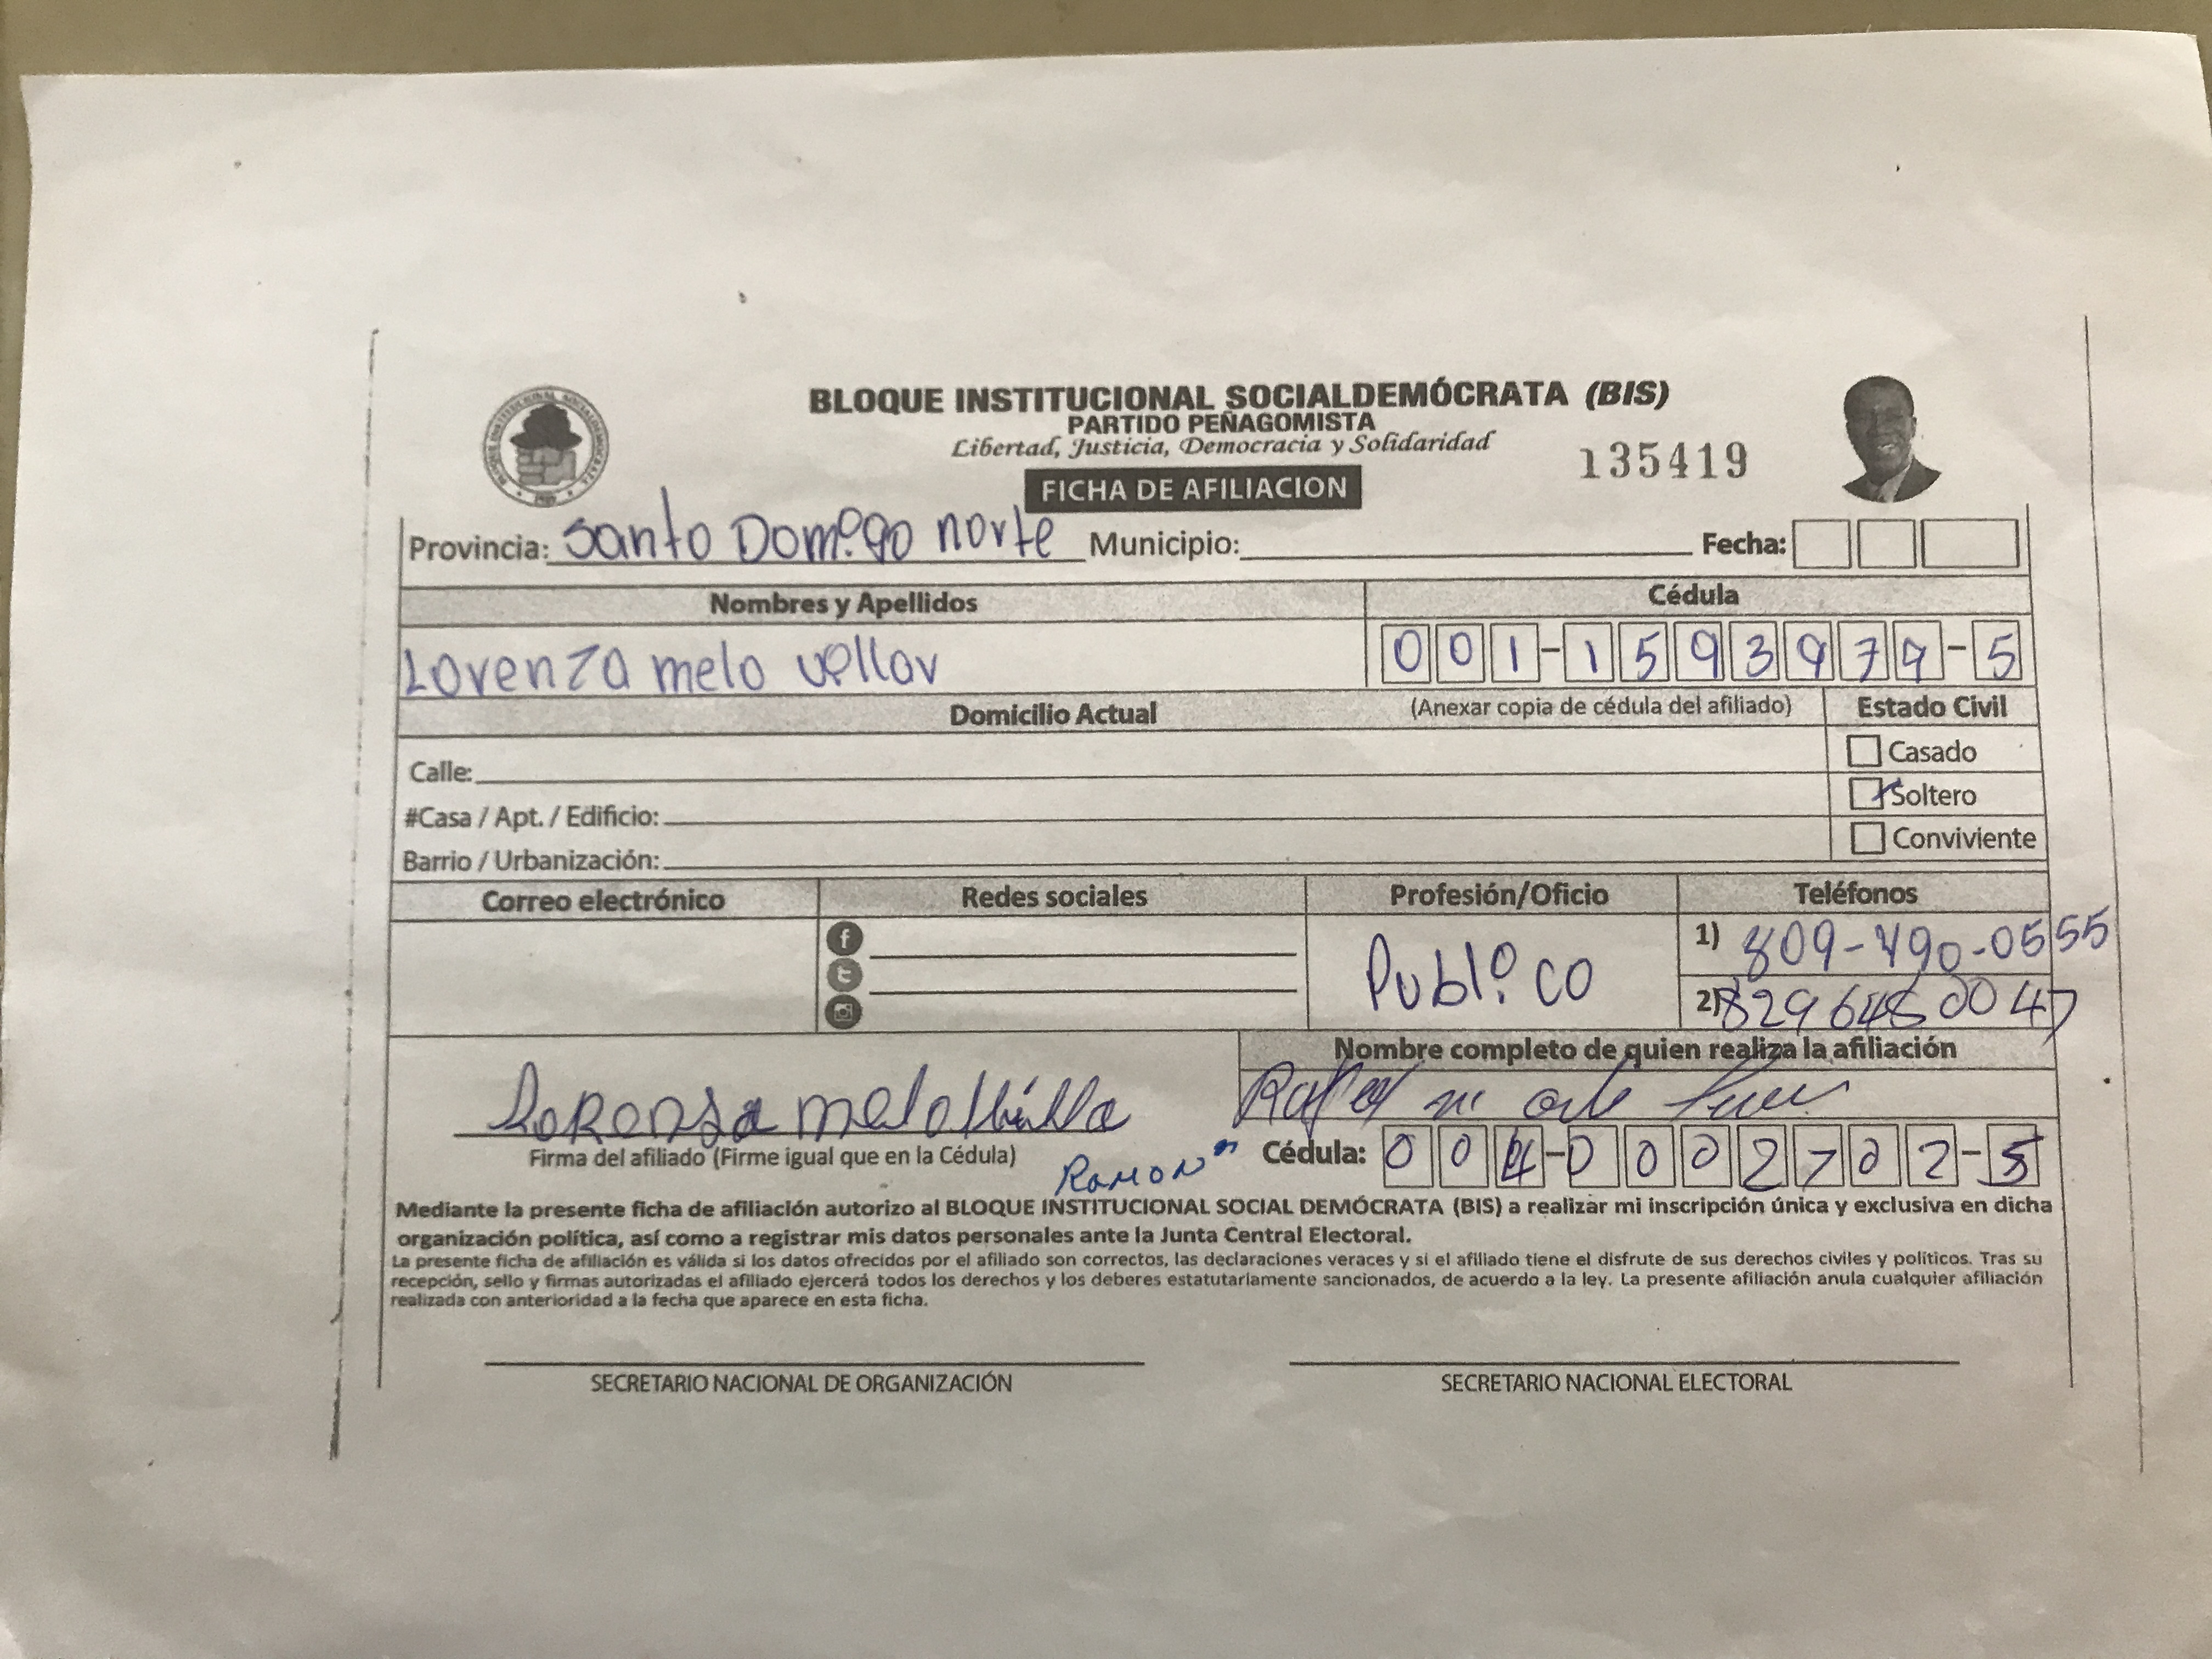 BLOQUE INSTITUCIONAL SOCIALDEMÓCRATA (BIS)
PARTIDO PEÑAGOMISTA
Libertad, Justicia, Democracia y Solidaridad
135419
FICHA DE AFILIACION
Provincia: Santo Domingo norte Municipio: Fecha:
Nombres y Apellidos Cédula
Lorenza melo 001-1593979-5
Domicilio Actual (Anexar copia de cédula del afiliado) Estado Civil
Calle: Casado
#Casa / Apt. / Edificio: Soltero
Barrio / Urbanización: Conviviente
Correo electrónico Redes sociales Profesión/Oficio Teléfonos
Publico
1) 809-490-0555
2) 829 6480047
Nombre completo de quien realiza la afiliación
Lorensa melo Rafael
Firma del afiliado (Firme igual que en la Cédula) Cédula: 004-0002702-5
RAMON
Mediante la presente ficha de afiliación autorizo al BLOQUE INSTITUCIONAL SOCIAL DEMÓCRATA (BIS) a realizar mi inscripción única y exclusiva en dicha
organización política, así como a registrar mis datos personales ante la Junta Central Electoral.
La presente ficha de afiliación es válida si los datos ofrecidos por el afiliado son correctos, las declaraciones veraces y si el afiliado tiene el disfrute de sus derechos civiles y políticos. Tras su
recepción, sello y firmas autorizadas el afiliado ejercerá todos los derechos y los deberes estatutariamente sancionados, de acuerdo a la ley. La presente afiliación anula cualquier afiliación
realizada con anterioridad a la fecha que aparece en esta ficha.
SECRETARIO NACIONAL DE ORGANIZACIÓN SECRETARIO NACIONAL ELECTORAL